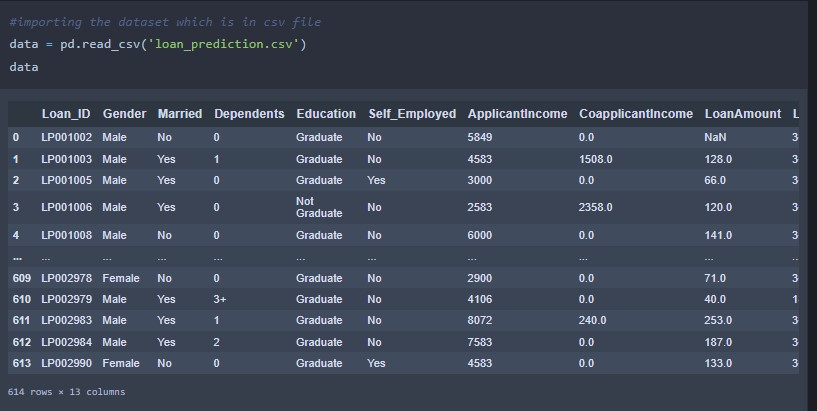 #importing the dataset which is in csv file
data = pd.read_csv('loan_prediction.csv')
data
Loan_ID Gender Married Dependents Education Self_Employed ApplicantIncome CoapplicantIncome LoanAmount L
0 LP001002 Male No 0 Graduate No 5849 0.0 NaN 3
1 LP001003 Male Yes 1 Graduate No 4583 1508.0 128.0 3
2 LP001005 Male Yes 0 Graduate Yes 3000 0.0 66.0 3
3 LP001006 Male Yes 0 Not Graduate No 2583 2358.0 120.0 3
4 LP001008 Male No 0 Graduate No 6000 0.0 141.0 3
... ... ... ... ... ... ... ... ... ... ...
609 LP002978 Female No 0 Graduate No 2900 0.0 71.0 3
610 LP002979 Male Yes 3+ Graduate No 4106 0.0 40.0 1
611 LP002983 Male Yes 1 Graduate No 8072 240.0 253.0 3
612 LP002984 Male Yes 2 Graduate No 7583 0.0 187.0 3
613 LP002990 Female No 0 Graduate Yes 4583 0.0 133.0 3
614 rows × 13 columns